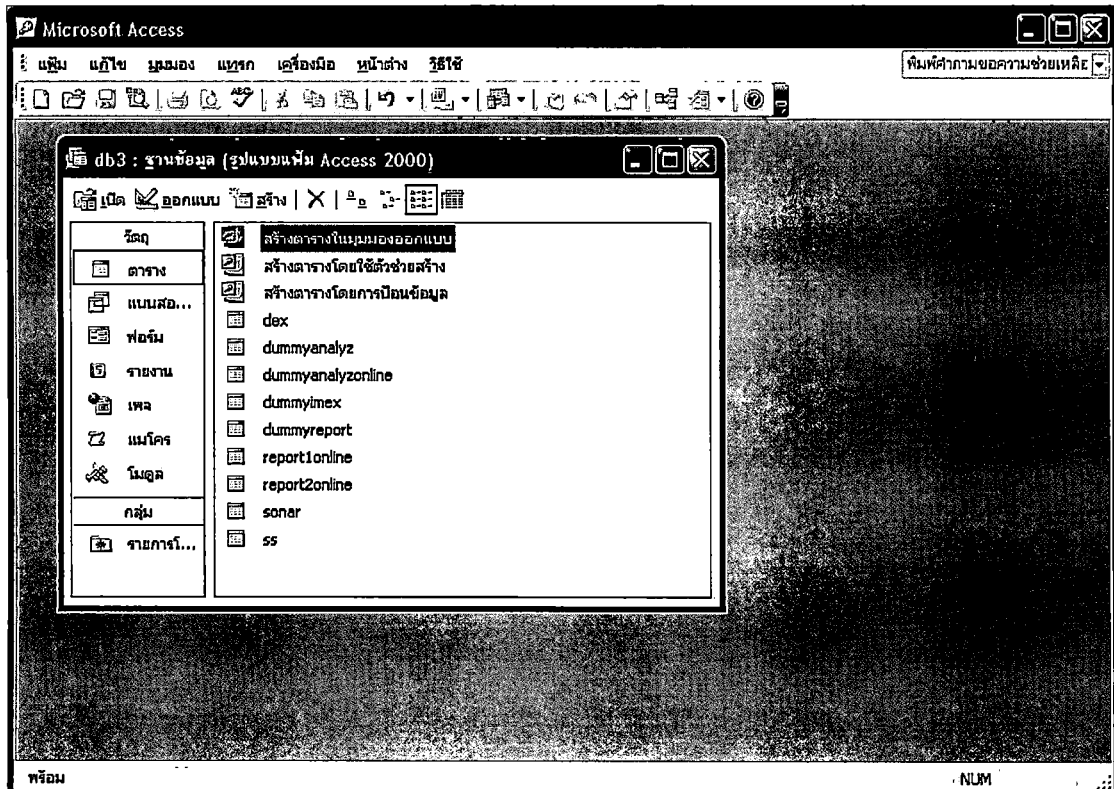 Microsoft Access
แฟ้ม แก้ไข มุมมอง แทรก เครื่องมือ หน้าต่าง วิธีใช้ พิมพ์คำถามขอความช่วยเหลือ
db3 : ฐานข้อมูล (รูปแบบแฟ้ม Access 2000)
เปิด ออกแบบ สร้าง
วัตถุ
ตาราง
แบบสอ...
ฟอร์ม
รายงาน
เพจ
แมโคร
โมดูล
กลุ่ม
รายการโ...
สร้างตารางในมุมมองออกแบบ
สร้างตารางโดยใช้ตัวช่วยสร้าง
สร้างตารางโดยการป้อนข้อมูล
dex
dummyanalyz
dummyanalyzonline
dummyimex
dummyreport
report1online
report2online
sonar
ss
พร้อม NUM